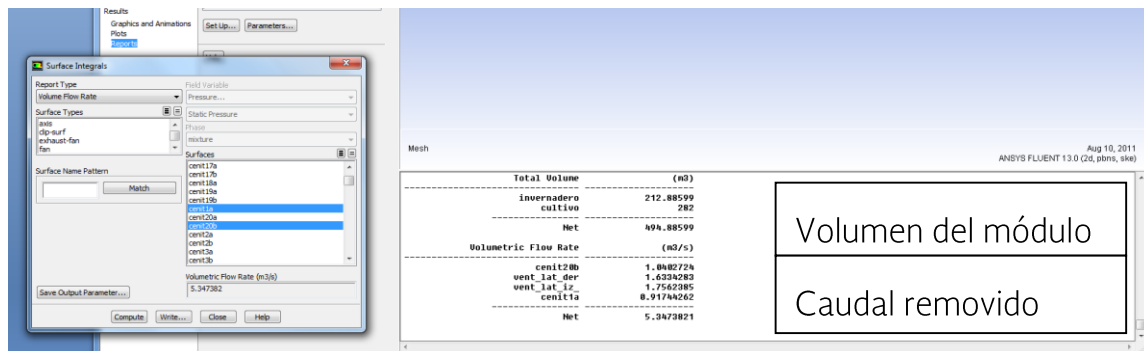 Results
Graphics and Animations
Plots
Reports
Set Up...
Parameters...
Surface Integrals
Report Type
Volume Flow Rate
Surface Types
axis
clip-surf
exhaust-fan
fan
Surface Name Pattern
Match
Save Output Parameter...
Field Variable
Pressure...
Static Pressure
Phase
mixture
Surfaces
cenit17a
cenit17b
cenit18a
cenit19a
cenit19b
cenit1a
cenit20a
cenit20b
cenit2a
cenit2b
cenit3a
cenit3b
Volumetric Flow Rate (m3/s)
5.347382
Compute
Write...
Close
Help
Mesh
Aug 10, 2011
ANSYS FLUENT 13.0 (2d, pbns, ske)
Total Volume (m3)
invernadero 212.88599
cultivo 282
Net 494.88599
Volumetric Flow Rate (m3/s)
cenit20b 1.0402724
vent_lat_der 1.6334283
vent_lat_iz_ 1.7562385
cenit1a 0.91744262
Net 5.3473821
Volumen del módulo
Caudal removido